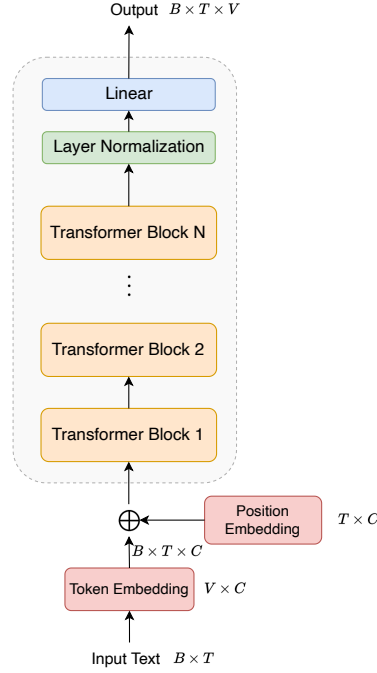 Output B × T × V
Linear
Layer Normalization
Transformer Block N
...
Transformer Block 2
Transformer Block 1
Position
Embedding
T × C
B × T × C
Token Embedding
V × C
Input Text B × T